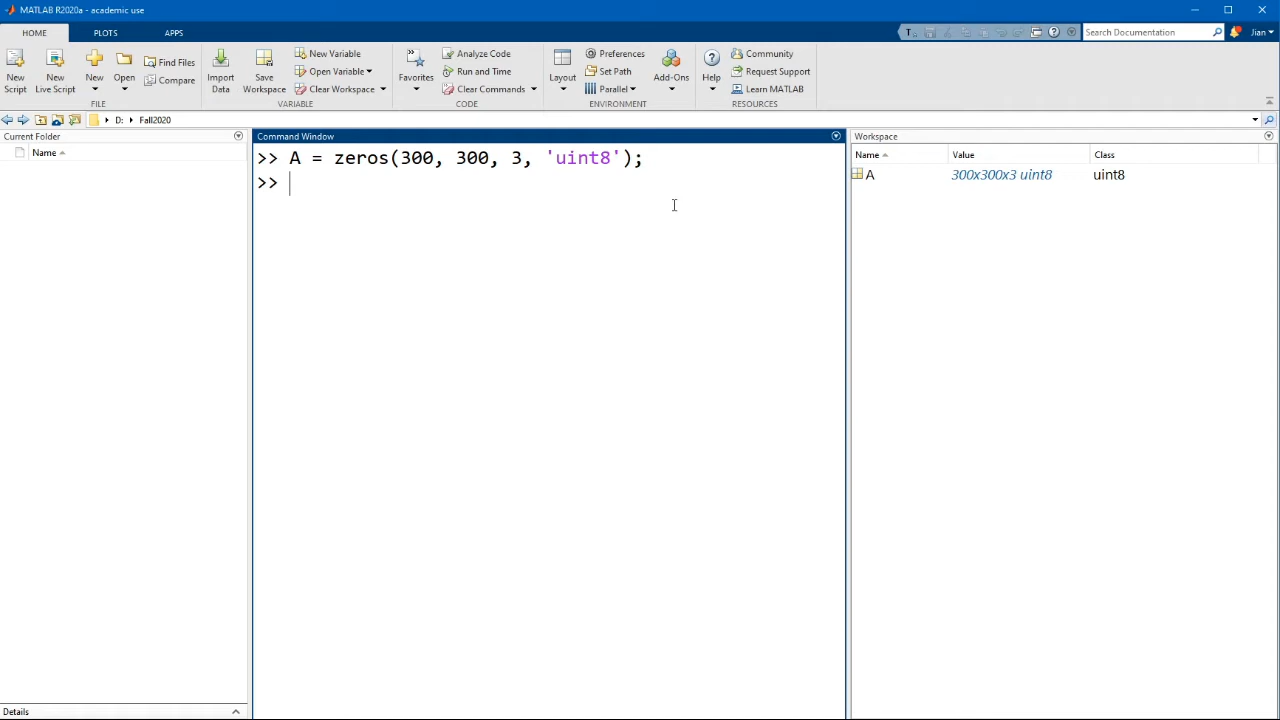 MATLAB R2020a - academic use
HOME PLOTS APPS
Search Documentation Jian
New Script
New Live Script
New
Open
Find Files
Compare
FILE
Import Data
Save Workspace
New Variable
Open Variable
Clear Workspace
VARIABLE
Favorites
Analyze Code
Run and Time
Clear Commands
CODE
Layout
Preferences
Set Path
Parallel
Add-Ons
ENVIRONMENT
Help
Community
Request Support
Learn MATLAB
RESOURCES
D: Fall2020
Current Folder
Name
Details
Command Window
>> A = zeros(300, 300, 3, 'uint8');
>>
Workspace
Name Value Class
A 300x300x3 uint8 uint8